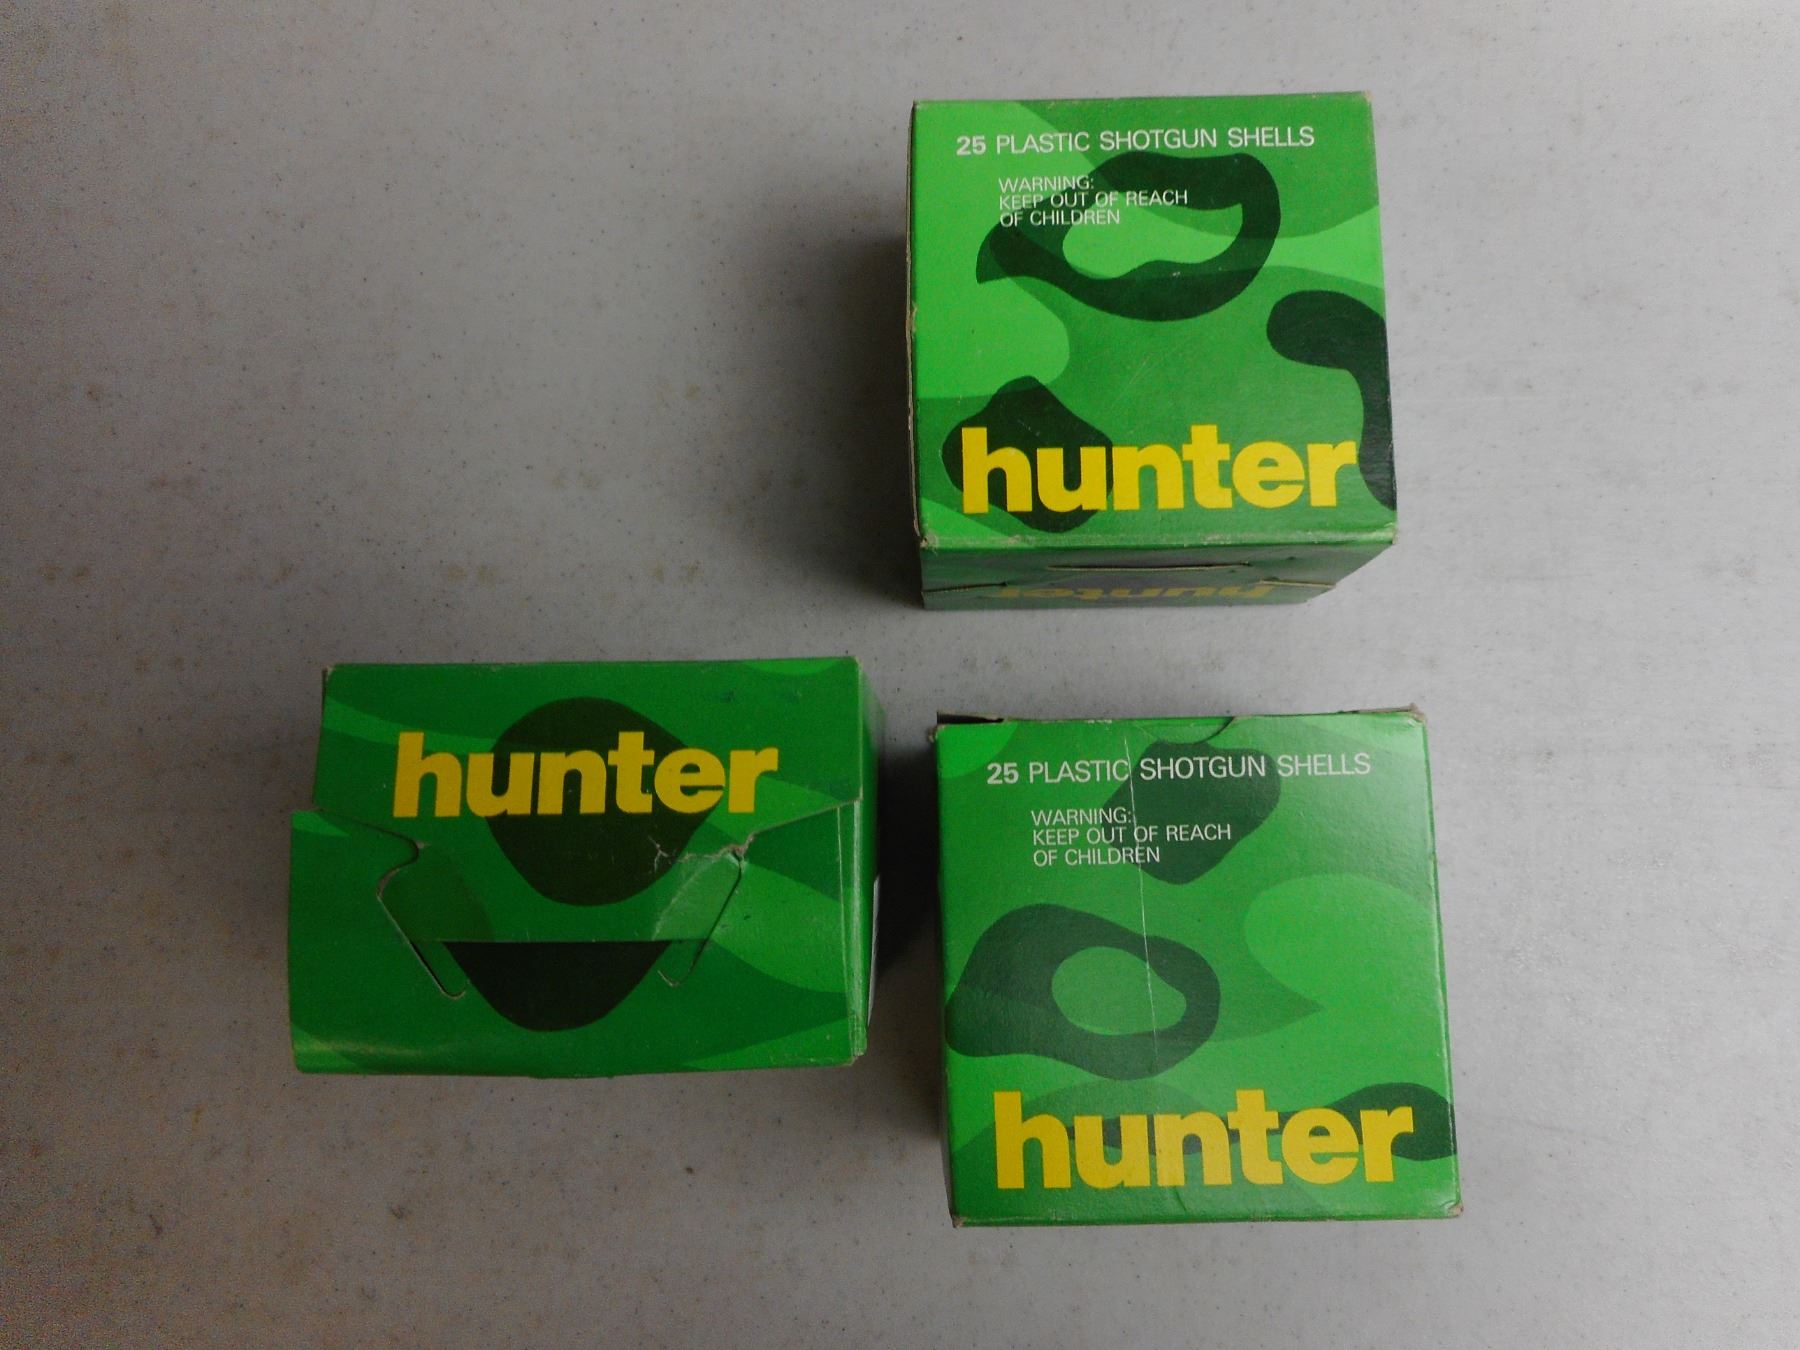 25 PLASTIC SHOTGUN SHELLS
WARNING:
KEEP OUT OF REACH
OF CHILDREN
hunter
hunter
hunter
25 PLASTIC SHOTGUN SHELLS
WARNING:
KEEP OUT OF REACH
OF CHILDREN
hunter